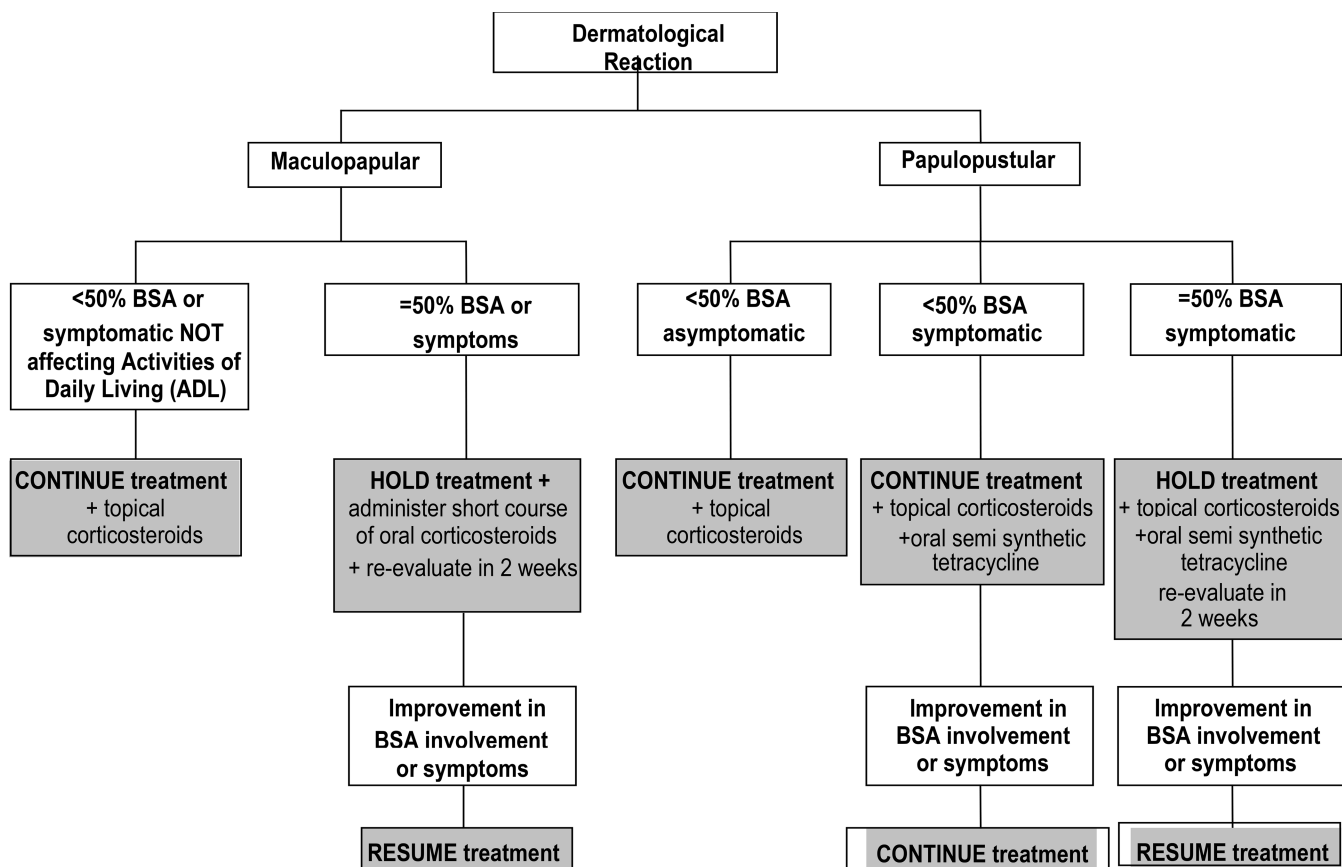 Dermatological
Reaction
Maculopapular
Papulopustular
<50% BSA or
symptomatic NOT
affecting Activities of
Daily Living (ADL)
=50% BSA or
symptoms
<50% BSA
asymptomatic
<50% BSA
symptomatic
=50% BSA
symptomatic
CONTINUE treatment
+ topical
corticosteroids
HOLD treatment +
administer short course
of oral corticosteroids
+ re-evaluate in 2 weeks
CONTINUE treatment
+ topical
corticosteroids
CONTINUE treatment
+ topical corticosteroids
+oral semi synthetic
tetracycline
HOLD treatment
+ topical corticosteroids
+oral semi synthetic
tetracycline
re-evaluate in
2 weeks
Improvement in
BSA involvement
or symptoms
Improvement in
BSA involvement
or symptoms
Improvement in
BSA involvement
or symptoms
RESUME treatment
CONTINUE treatment
RESUME treatment